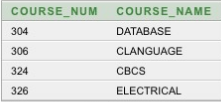 COURSE_NUM COURSE_NAME
304 DATABASE
306 CLANGUAGE
324 CBCS
326 ELECTRICAL